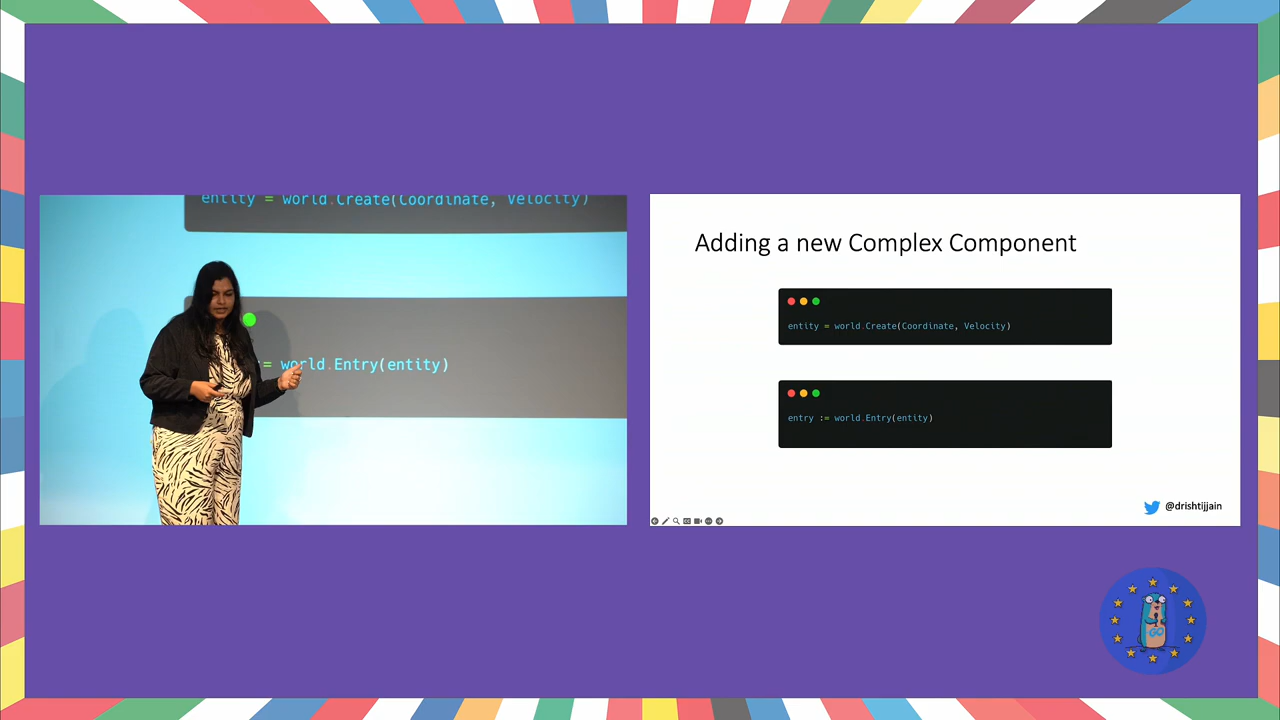 entity = world.Create(Coordinate, Velocity)
:= world.Entry(entity)
Adding a new Complex Component
entity = world.Create(Coordinate, Velocity)
entry := world.Entry(entity)
@drishtijjain
GO